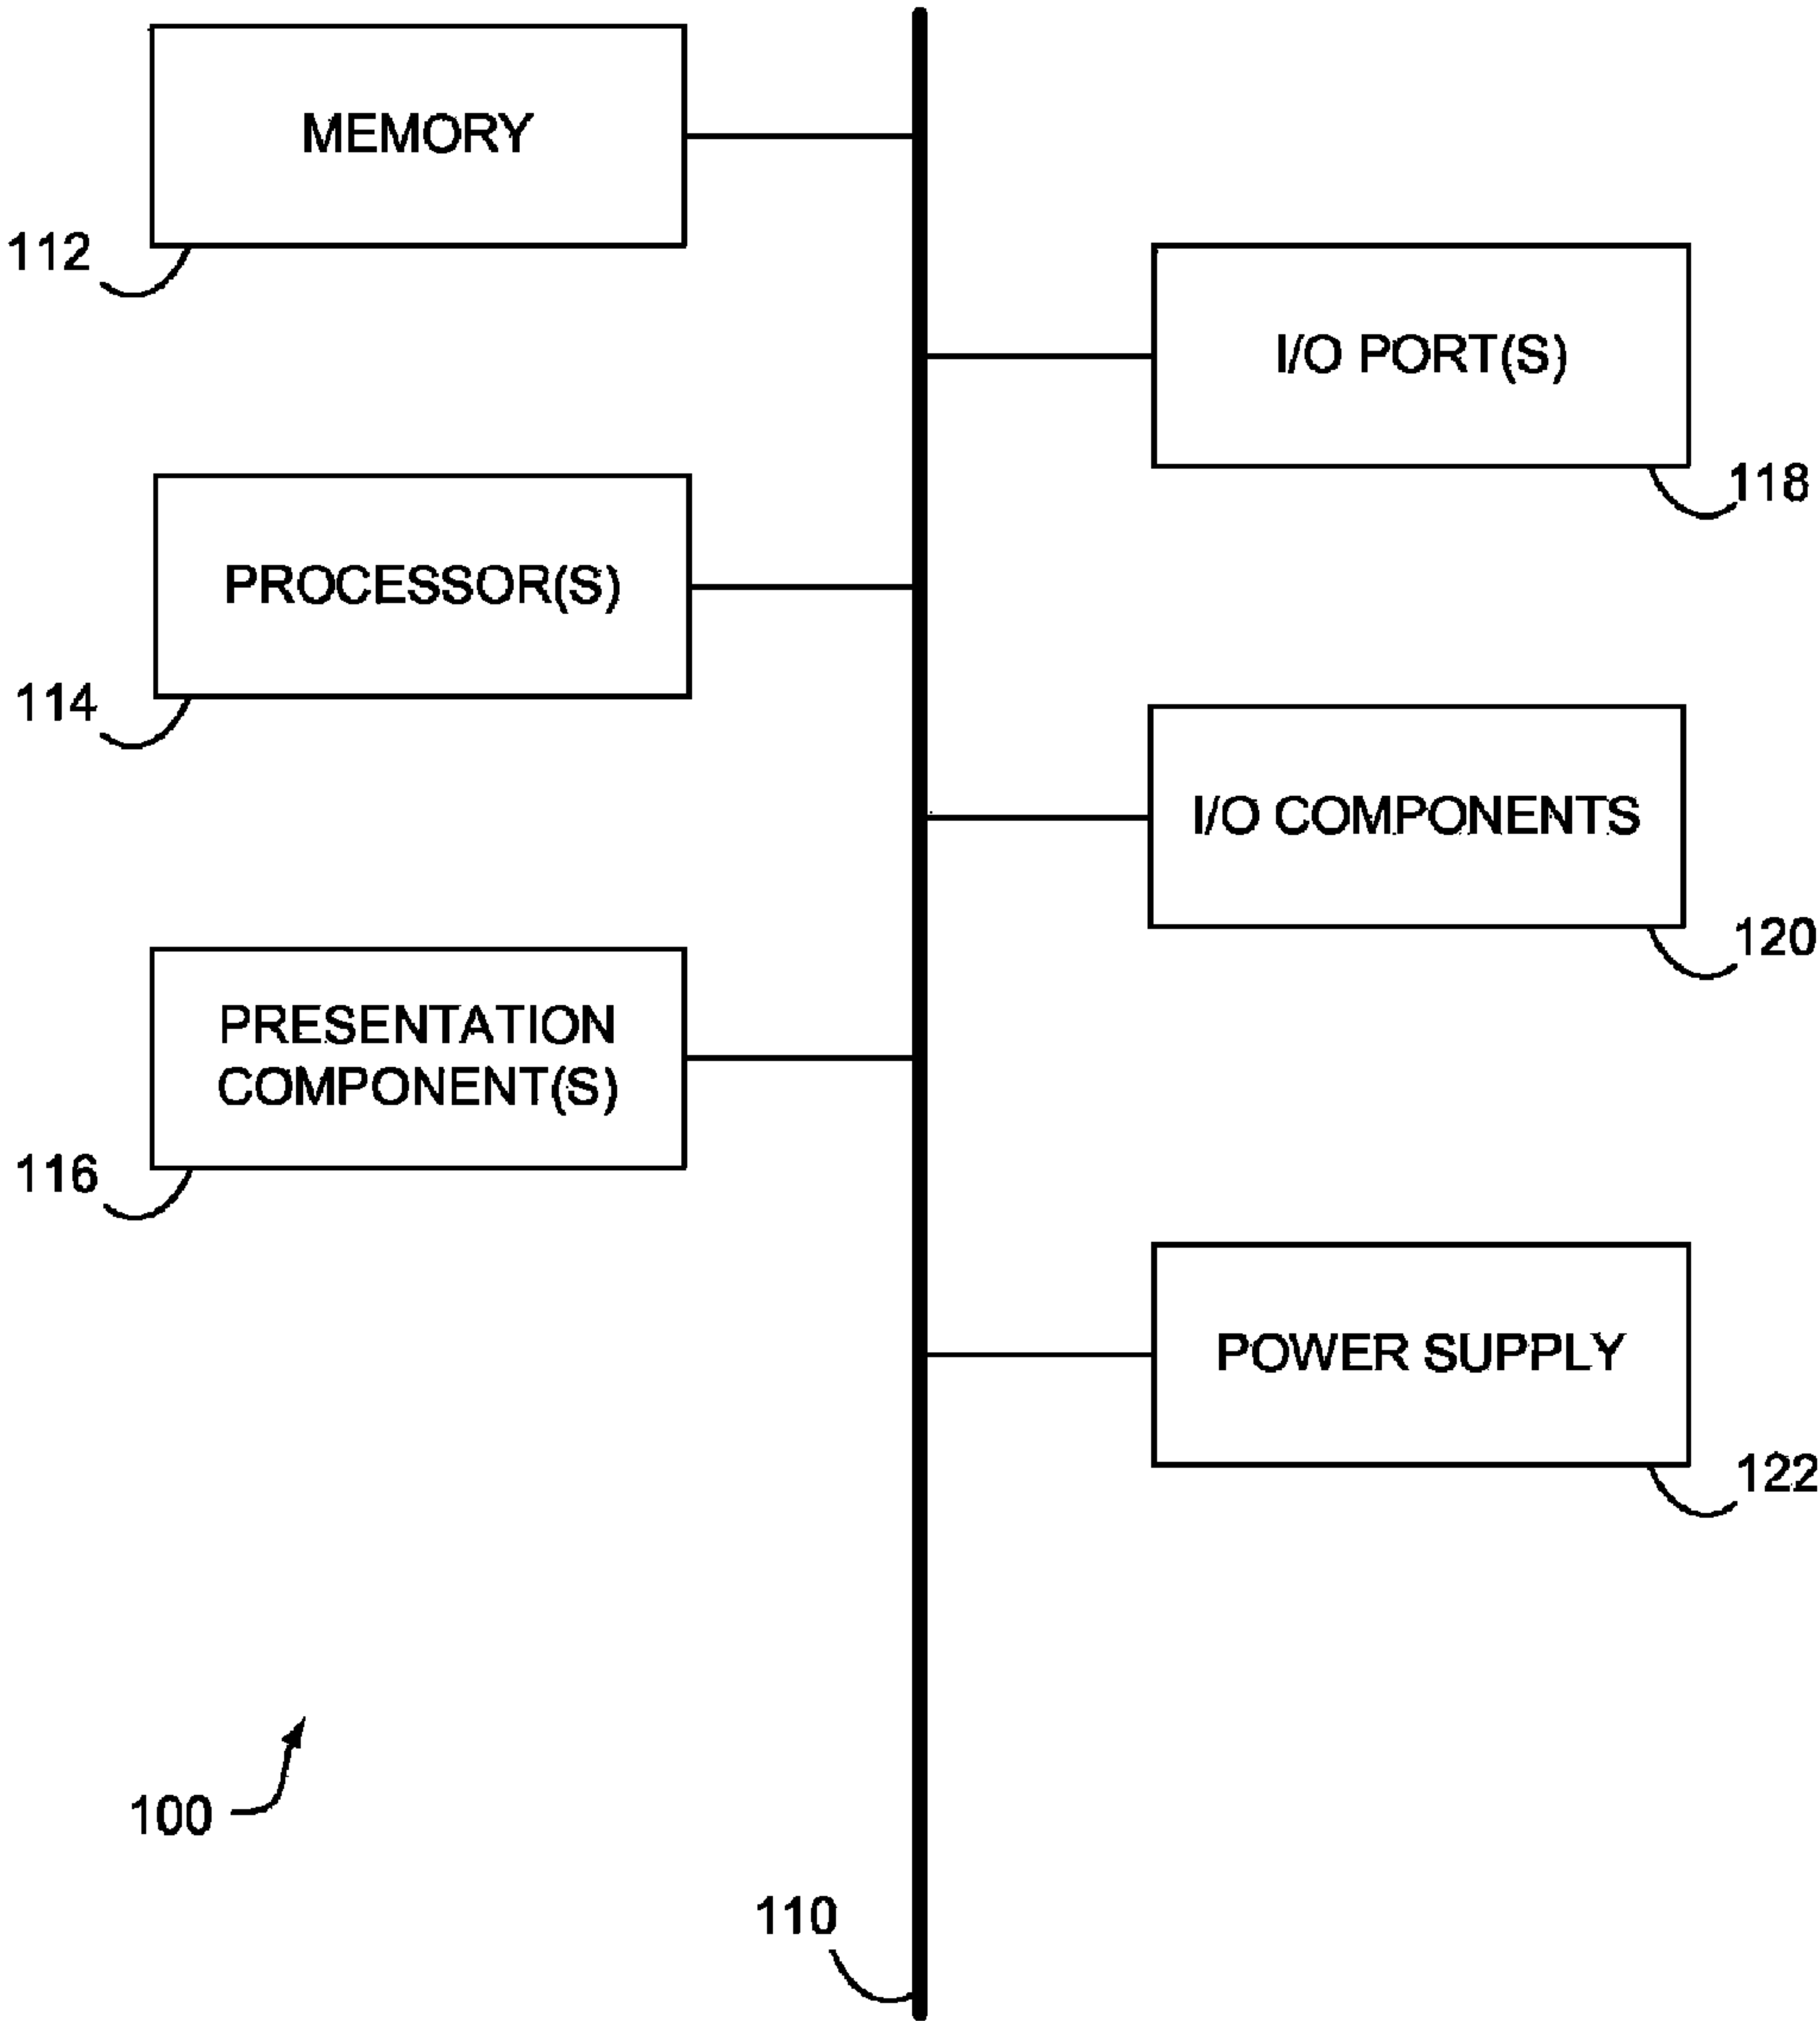 MEMORY
112
I/O PORT(S)
118
PROCESSOR(S)
114
I/O COMPONENTS
120
PRESENTATION
COMPONENT(S)
116
POWER SUPPLY
122
100
110